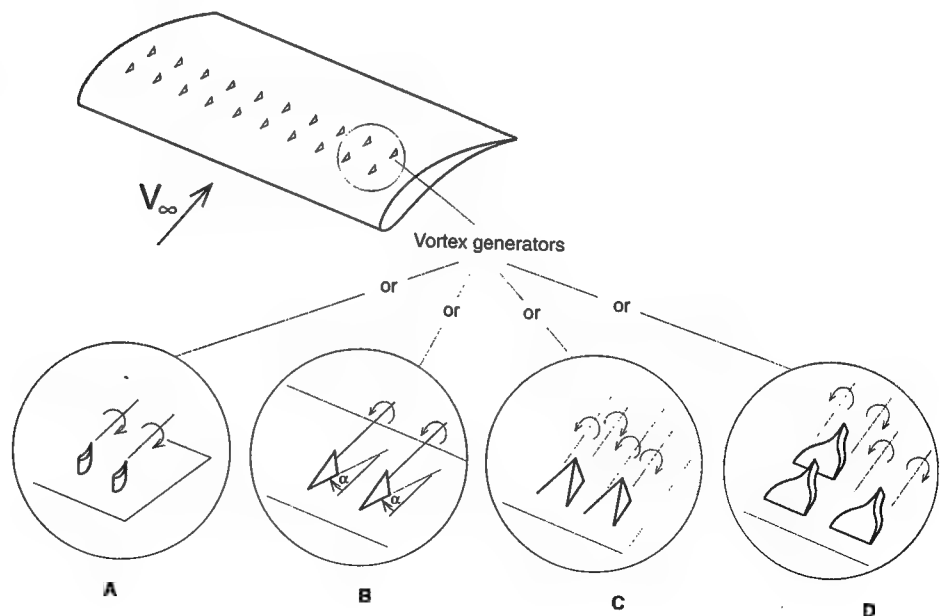 V∞
Vortex generators
or
or
or
or
α
α
A
B
C
D